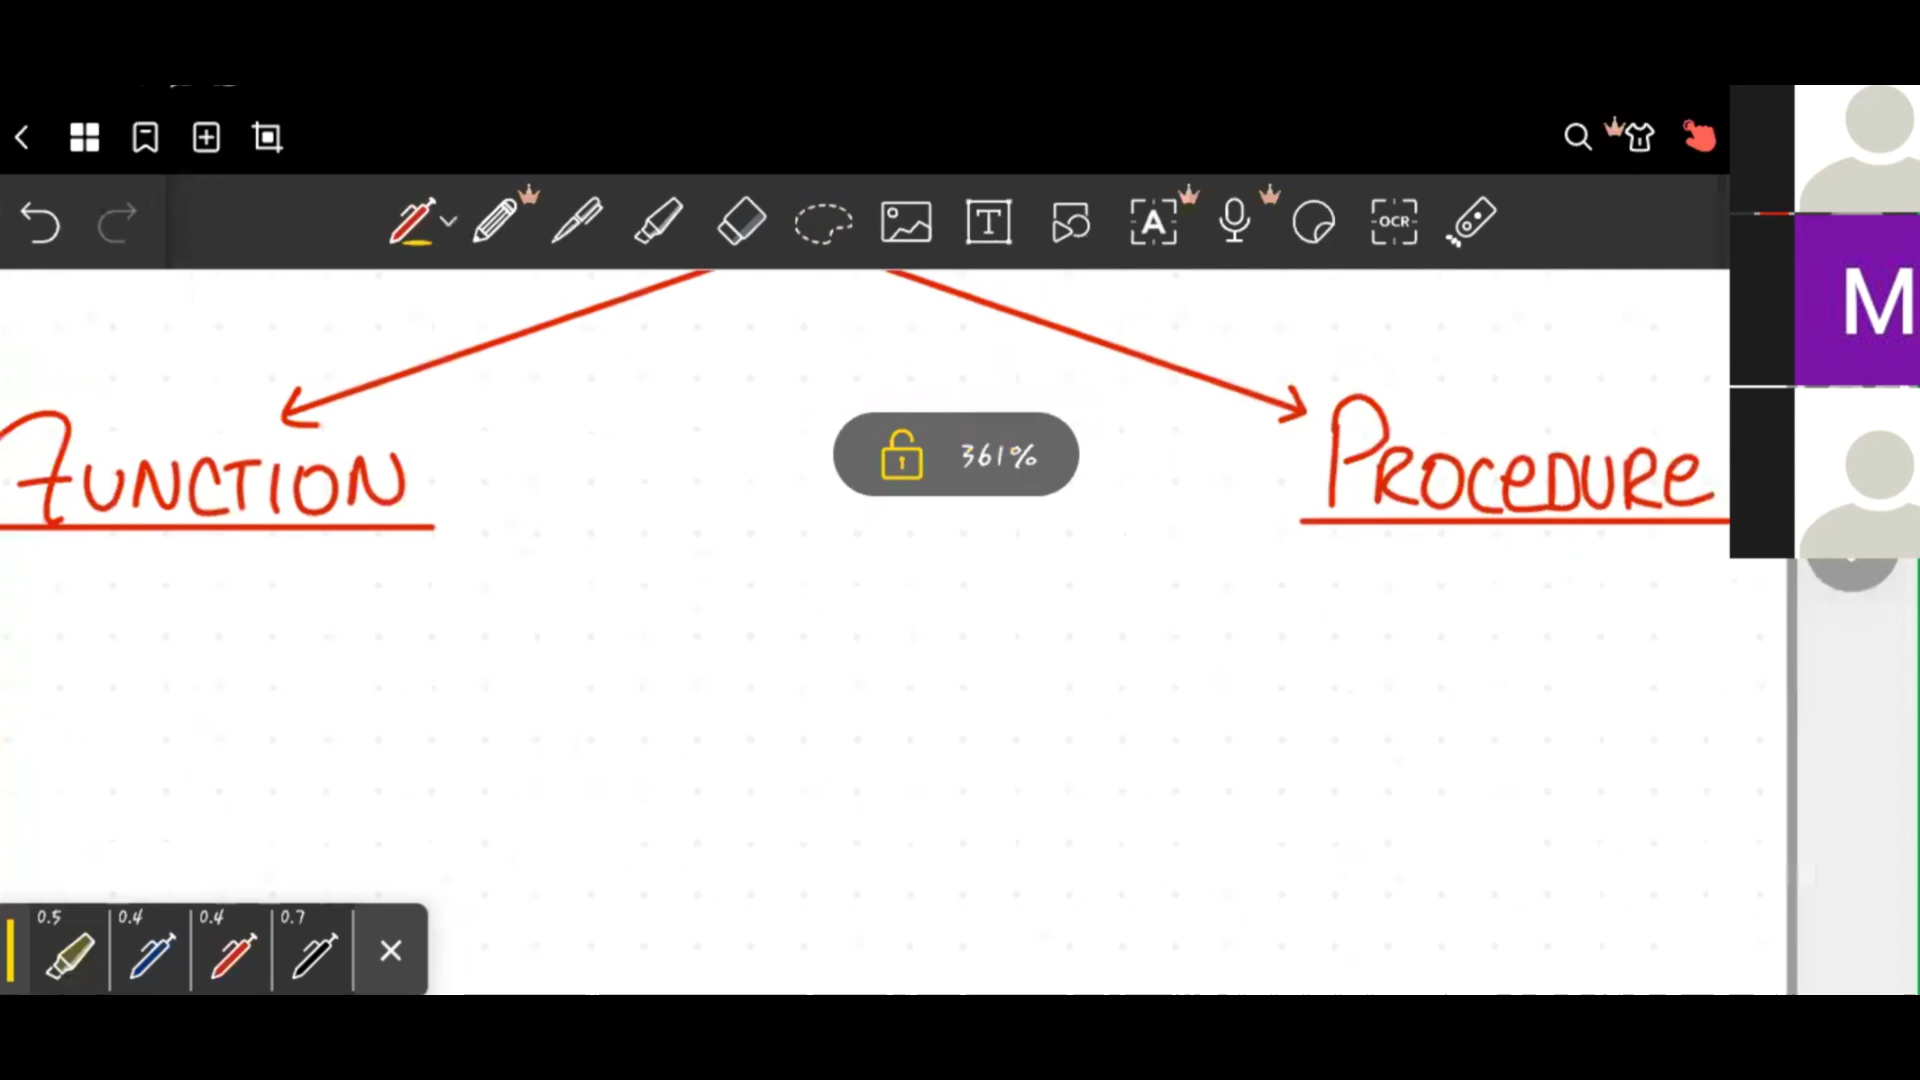 T
A
OCR
M
361%
FUNCTION
PROCEDURE
0.5 0.4 0.4 0.7